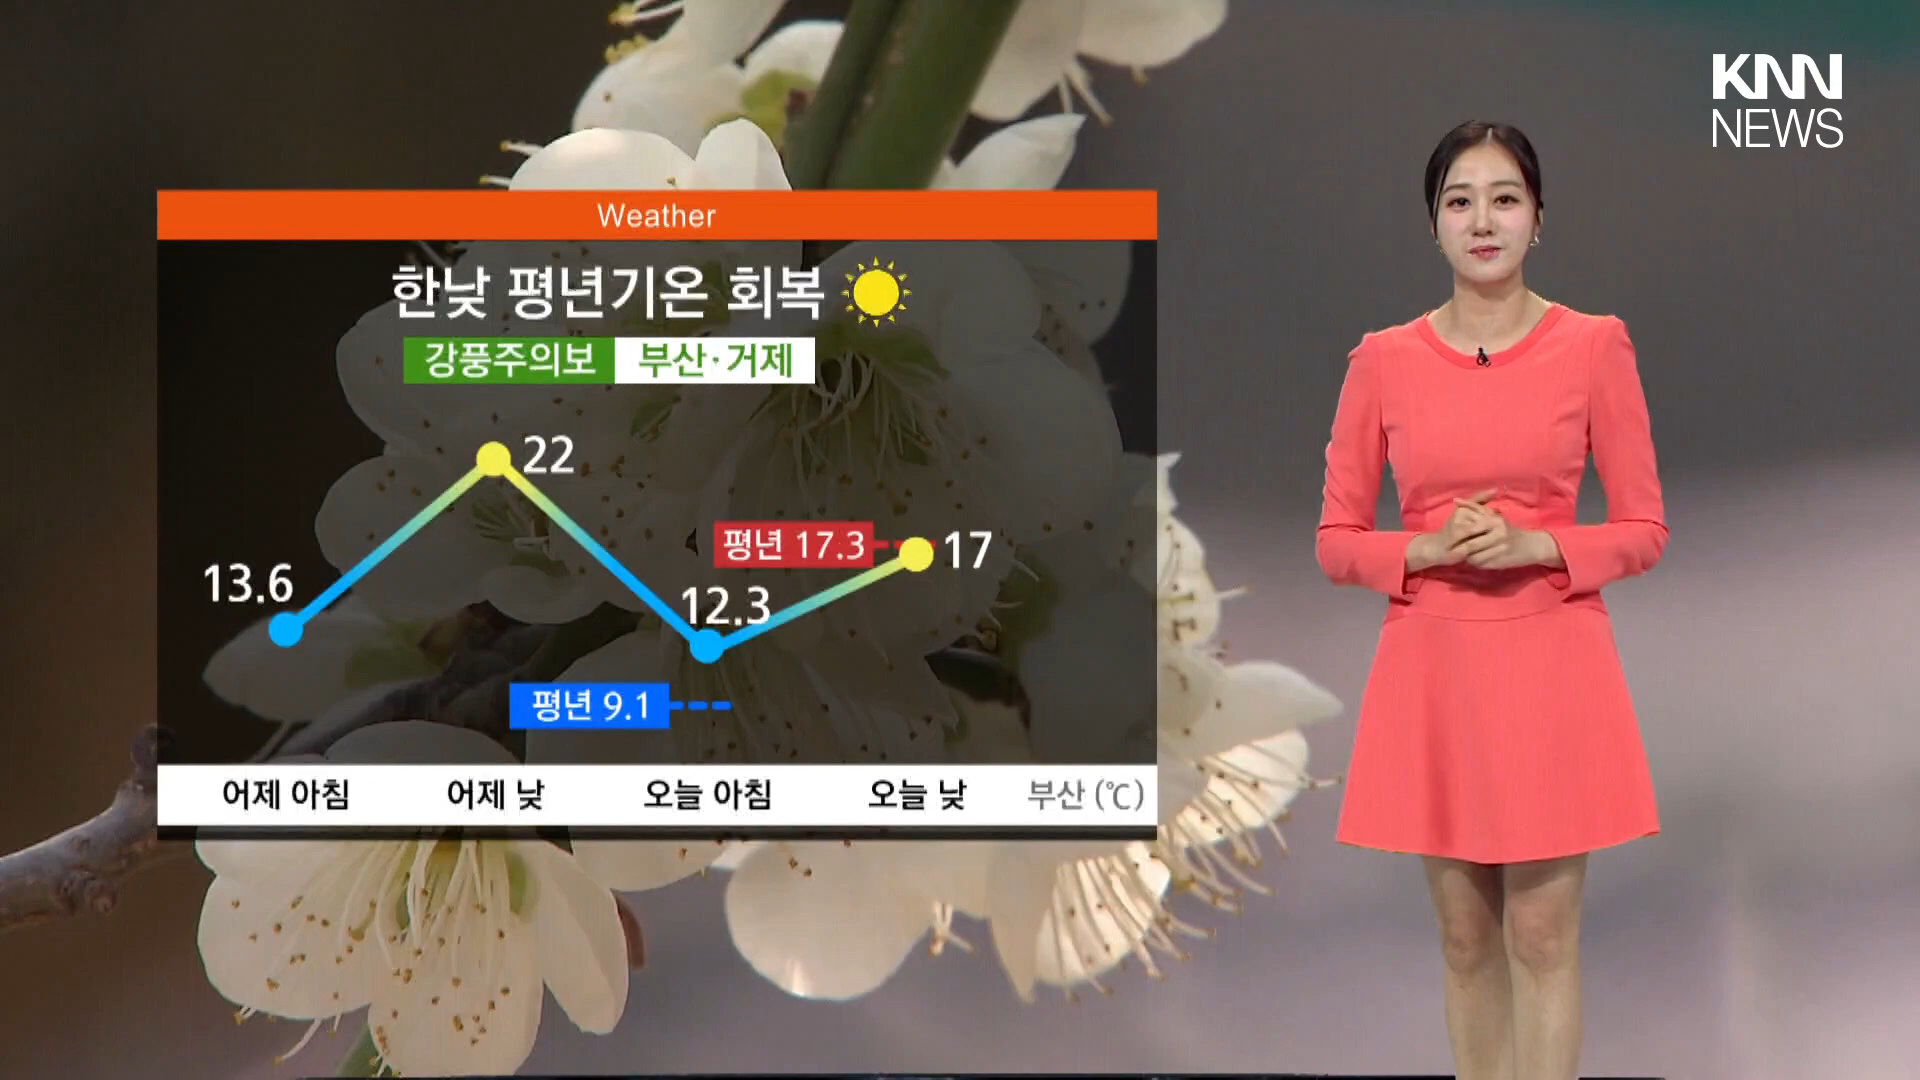 KNN
NEWS
Weather
한낮 평년기온 회복
강풍주의보 부산·거제
22
평년 17.3
17
13.6
12.3
평년 9.1
어제 아침 어제 낮 오늘 아침 오늘 낮 부산 (℃)